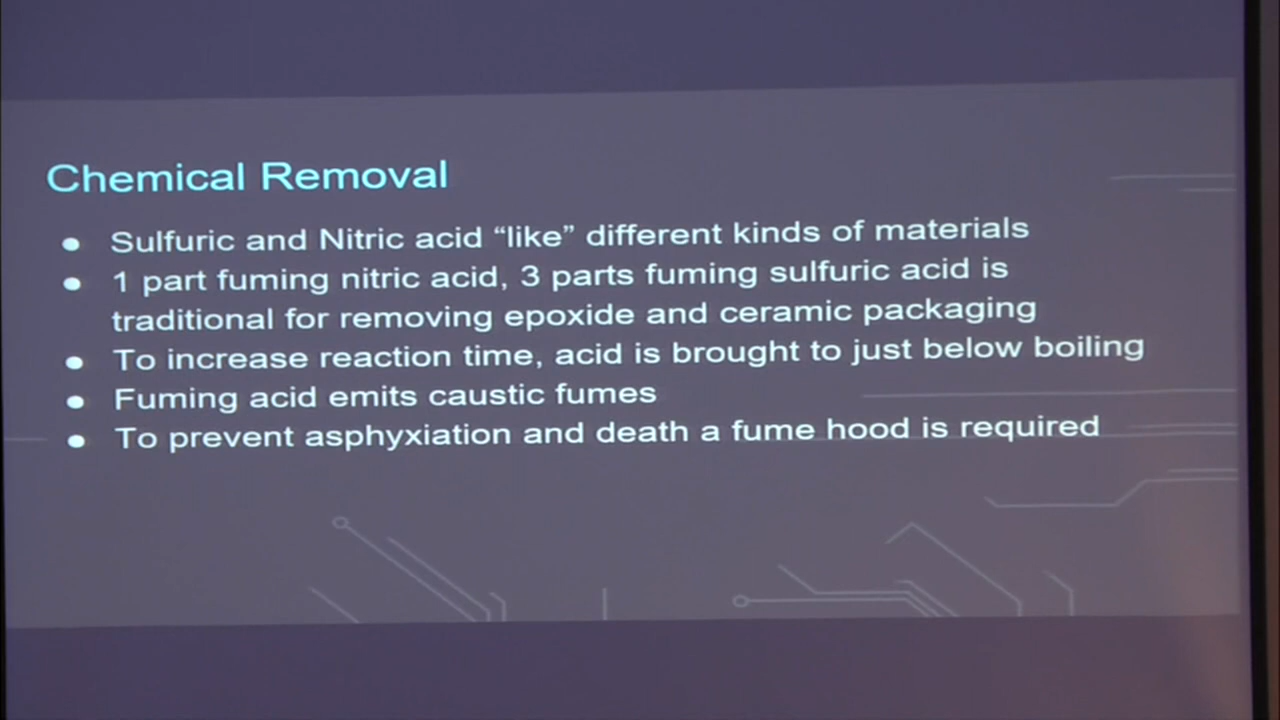 Chemical Removal
● Sulfuric and Nitric acid “like” different kinds of materials
● 1 part fuming nitric acid, 3 parts fuming sulfuric acid is
traditional for removing epoxide and ceramic packaging
● To increase reaction time, acid is brought to just below boiling
● Fuming acid emits caustic fumes
● To prevent asphyxiation and death a fume hood is required